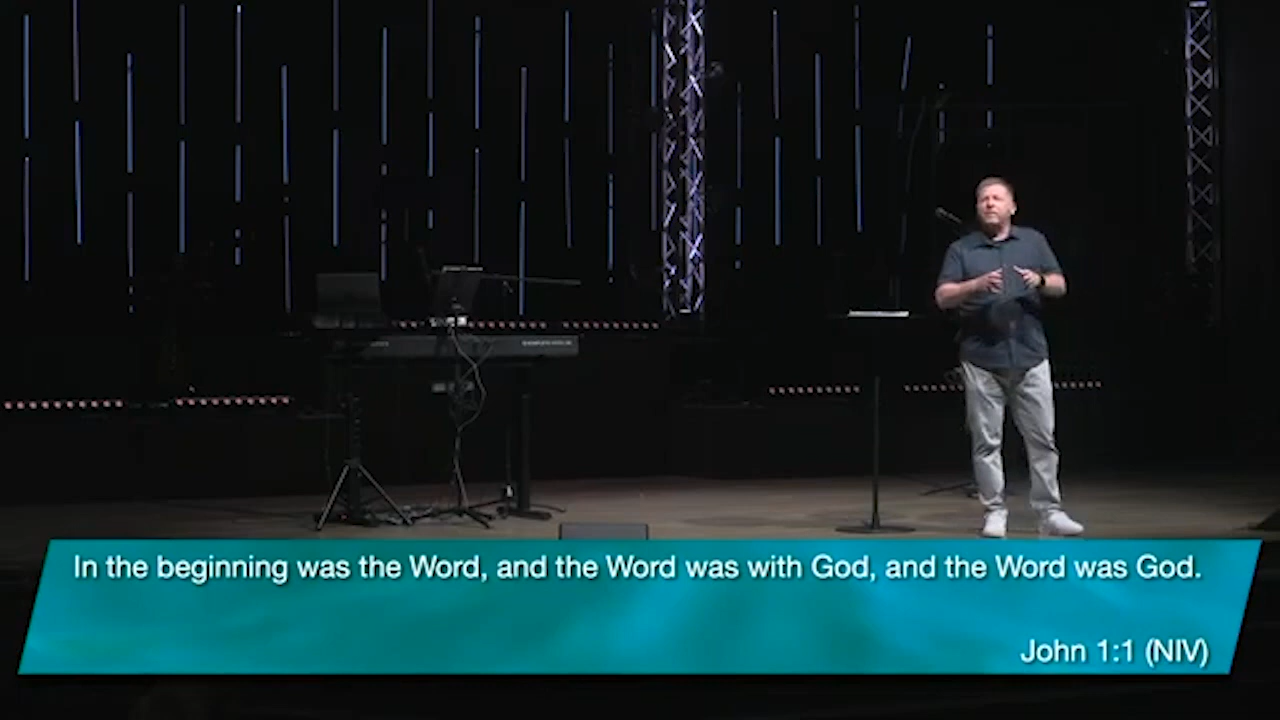 In the beginning was the Word, and the Word was with God, and the Word was God.
John 1:1 (NIV)